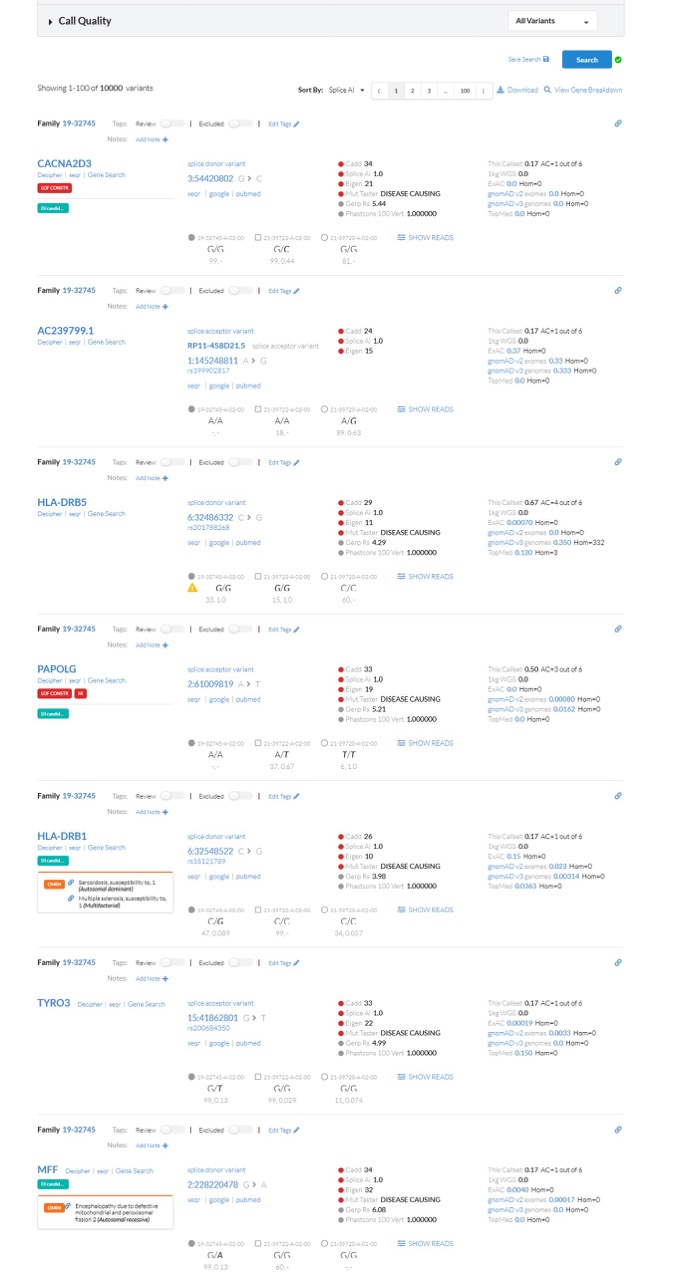 Call Quality
All Variants
Save Search
Search
Showing 1-100 of 10000 variants
Sort By: Splice AI
1 2 3 ... 100
Download View Gene Breakdown
Family 19-32745 Tags: Review | Excluded | Edit Tags
Notes: Add Note +
CACNA2D3
Decipher | seqr | Gene Search
LOF CONSTR
DI candid...
splice donor variant
3:54420802 G > C
seqr | google | pubmed
Cadd 34
Splice Ai 1.0
Eigen 21
Mut Taster DISEASE CAUSING
Gerp Rs 5.44
Phastcons 100 Vert 1.000000
This Callset 0.17 AC=1 out of 6
1kg WGS 0.0
ExAC 0.0 Hom=0
gnomAD v2 exomes 0.0 Hom=0
gnomAD v3 genomes 0.0 Hom=0
TopMed 0.0 Hom=0
19-32745-A-02-00 21-39722-A-02-00 21-39720-A-02-00 SHOW READS
G/G G/C G/G
99, - 99, 0.44 81, -
Family 19-32745 Tags: Review | Excluded | Edit Tags
Notes: Add Note +
AC239799.1
Decipher | seqr | Gene Search
splice acceptor variant
RP11-458D21.5 splice acceptor variant
1:145248811 A > G
rs199902817
seqr | google | pubmed
Cadd 24
Splice Ai 1.0
Eigen 15
This Callset 0.17 AC=1 out of 6
1kg WGS 0.0
ExAC 0.37 Hom=0
gnomAD v2 exomes 0.33 Hom=0
gnomAD v3 genomes 0.333 Hom=0
TopMed 0.0 Hom=0
19-32745-A-02-00 21-39722-A-02-00 21-39720-A-02-00 SHOW READS
A/A A/A A/G
-, - 18, - 89, 0.63
Family 19-32745 Tags: Review | Excluded | Edit Tags
Notes: Add Note +
HLA-DRB5
Decipher | seqr | Gene Search
splice donor variant
6:32486332 C > G
rs201788268
seqr | google | pubmed
Cadd 29
Splice Ai 1.0
Eigen 11
Mut Taster DISEASE CAUSING
Gerp Rs 4.29
Phastcons 100 Vert 1.000000
This Callset 0.67 AC=4 out of 6
1kg WGS 0.0
ExAC 0.00070 Hom=0
gnomAD v2 exomes 0.0 Hom=0
gnomAD v3 genomes 0.350 Hom=332
TopMed 0.120 Hom=3
19-32745-A-02-00 21-39722-A-02-00 21-39720-A-02-00 SHOW READS
G/G G/G C/C
33, 1.0 15, 1.0 60, -
Family 19-32745 Tags: Review | Excluded | Edit Tags
Notes: Add Note +
PAPOLG
Decipher | seqr | Gene Search
LOF CONSTR HI
DI candid...
splice acceptor variant
2:61009819 A > T
seqr | google | pubmed
Cadd 33
Splice Ai 1.0
Eigen 19
Mut Taster DISEASE CAUSING
Gerp Rs 5.21
Phastcons 100 Vert 1.000000
This Callset 0.50 AC=3 out of 6
1kg WGS 0.0
ExAC 0.0 Hom=0
gnomAD v2 exomes 0.00080 Hom=0
gnomAD v3 genomes 0.0162 Hom=0
TopMed 0.0 Hom=0
19-32745-A-02-00 21-39722-A-02-00 21-39720-A-02-00 SHOW READS
A/A A/T T/T
-, - 37, 0.67 6, 1.0
Family 19-32745 Tags: Review | Excluded | Edit Tags
Notes: Add Note +
HLA-DRB1
Decipher | seqr | Gene Search
DI candid...
OMIM Sarcoidosis, susceptibility to, 1
(Autosomal dominant)
Multiple sclerosis, susceptibility to,
1 (Multifactorial)
splice donor variant
6:32548522 C > G
rs35121789
seqr | google | pubmed
Cadd 26
Splice Ai 1.0
Eigen 10
Mut Taster DISEASE CAUSING
Gerp Rs 3.98
Phastcons 100 Vert 1.000000
This Callset 0.17 AC=1 out of 6
1kg WGS 0.0
ExAC 0.15 Hom=0
gnomAD v2 exomes 0.023 Hom=0
gnomAD v3 genomes 0.00314 Hom=0
TopMed 0.0363 Hom=0
19-32745-A-02-00 21-39722-A-02-00 21-39720-A-02-00 SHOW READS
C/G C/C C/C
47, 0.089 99, - 34, 0.057
Family 19-32745 Tags: Review | Excluded | Edit Tags
Notes: Add Note +
TYRO3 Decipher | seqr | Gene Search
splice acceptor variant
15:41862801 G > T
rs200684350
seqr | google | pubmed
Cadd 33
Splice Ai 1.0
Eigen 22
Mut Taster DISEASE CAUSING
Gerp Rs 4.99
Phastcons 100 Vert 1.000000
This Callset 0.17 AC=1 out of 6
1kg WGS 0.0
ExAC 0.00019 Hom=0
gnomAD v2 exomes 0.0033 Hom=0
gnomAD v3 genomes 0.0 Hom=0
TopMed 0.150 Hom=0
19-32745-A-02-00 21-39722-A-02-00 21-39720-A-02-00 SHOW READS
G/T G/G G/G
99, 0.13 99, 0.029 11, 0.074
Family 19-32745 Tags: Review | Excluded | Edit Tags
Notes: Add Note +
MFF Decipher | seqr | Gene Search
DI candid...
OMIM Encephalopathy due to defective
mitochondrial and peroxisomal
fission 2 (Autosomal recessive)
splice donor variant
2:228220478 G > A
seqr | google | pubmed
Cadd 34
Splice Ai 1.0
Eigen 32
Mut Taster DISEASE CAUSING
Gerp Rs 6.08
Phastcons 100 Vert 1.000000
This Callset 0.17 AC=1 out of 6
1kg WGS 0.0
ExAC 0.0040 Hom=0
gnomAD v2 exomes 0.00017 Hom=0
gnomAD v3 genomes 0.0 Hom=0
TopMed 0.0 Hom=0
19-32745-A-02-00 21-39722-A-02-00 21-39720-A-02-00 SHOW READS
G/A G/G G/G
99, 0.13 60, - -, -